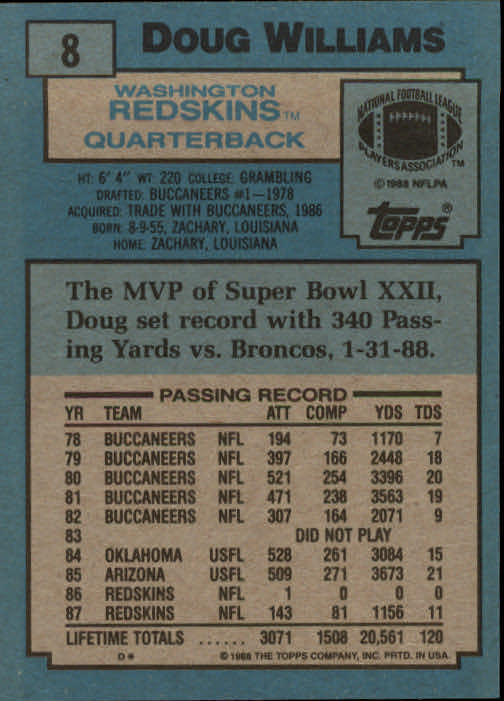 8
DOUG WILLIAMS
WASHINGTON
REDSKINS™
QUARTERBACK
NATIONAL FOOTBALL LEAGUE
PLAYERS ASSOCIATION™
©1988 NFLPA
TOPPS®
HT: 6' 4" WT: 220 COLLEGE: GRAMBLING
DRAFTED: BUCCANEERS #1—1978
ACQUIRED: TRADE WITH BUCCANEERS, 1986
BORN: 8-9-55, ZACHARY, LOUISIANA
HOME: ZACHARY, LOUISIANA
The MVP of Super Bowl XXII,
Doug set record with 340 Pass-
ing Yards vs. Broncos, 1-31-88.
PASSING RECORD
YR TEAM ATT COMP YDS TDS
78 BUCCANEERS NFL 194 73 1170 7
79 BUCCANEERS NFL 397 166 2448 18
80 BUCCANEERS NFL 521 254 3396 20
81 BUCCANEERS NFL 471 238 3563 19
82 BUCCANEERS NFL 307 164 2071 9
83 DID NOT PLAY
84 OKLAHOMA USFL 528 261 3084 15
85 ARIZONA USFL 509 271 3673 21
86 REDSKINS NFL 1 0 0 0
87 REDSKINS NFL 143 81 1156 11
LIFETIME TOTALS ...... 3071 1508 20,561 120
D* ©1988 THE TOPPS COMPANY, INC. PRTD. IN USA.